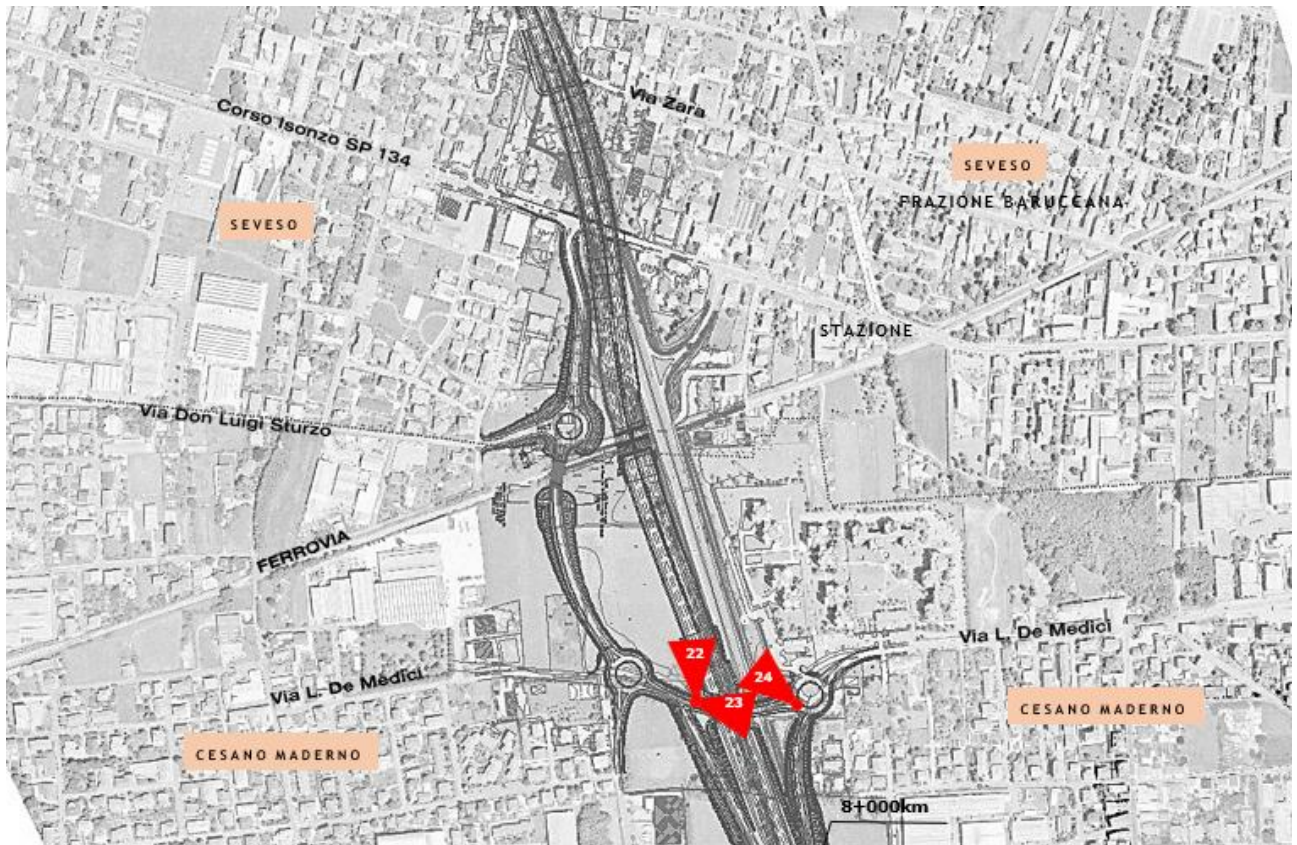 Via Zara
Corso Isonzo SP 134
SEVESO
FRAZIONE BARUCCANA
SEVESO
STAZIONE
Via Don Luigi Sturzo
FERROVIA
Via L. De Medici
22
24
Via L. De Medici
23
CESANO MADERNO
CESANO MADERNO
8+000km